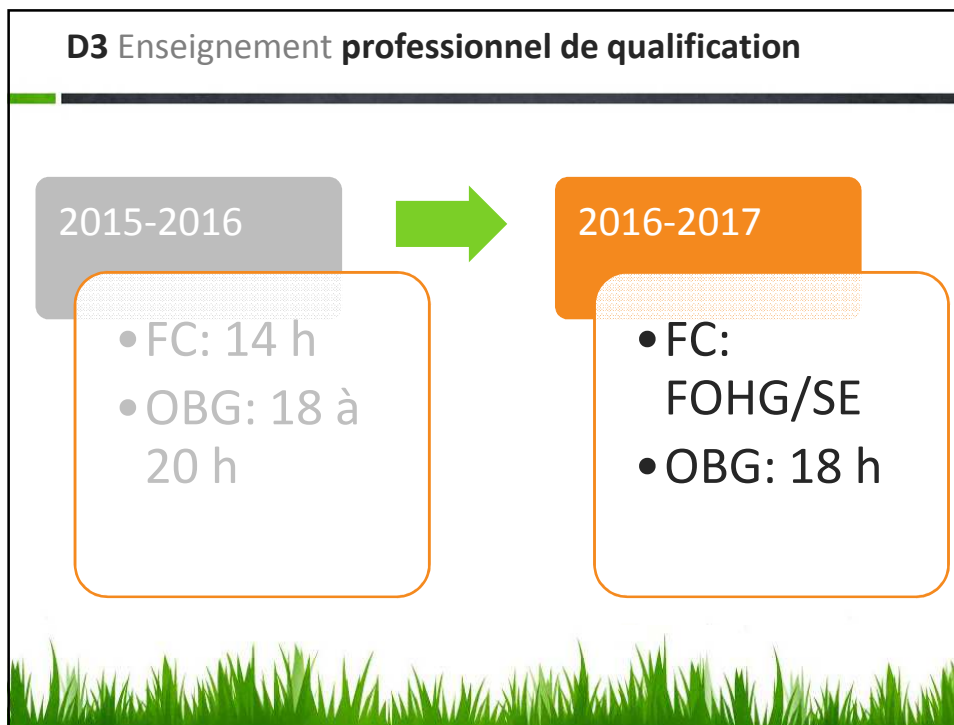 D3 Enseignement professionnel de qualification
2015-2016
• FC: 14 h
• OBG: 18 à
20 h
2016-2017
• FC:
FOHG/SE
• OBG: 18 h